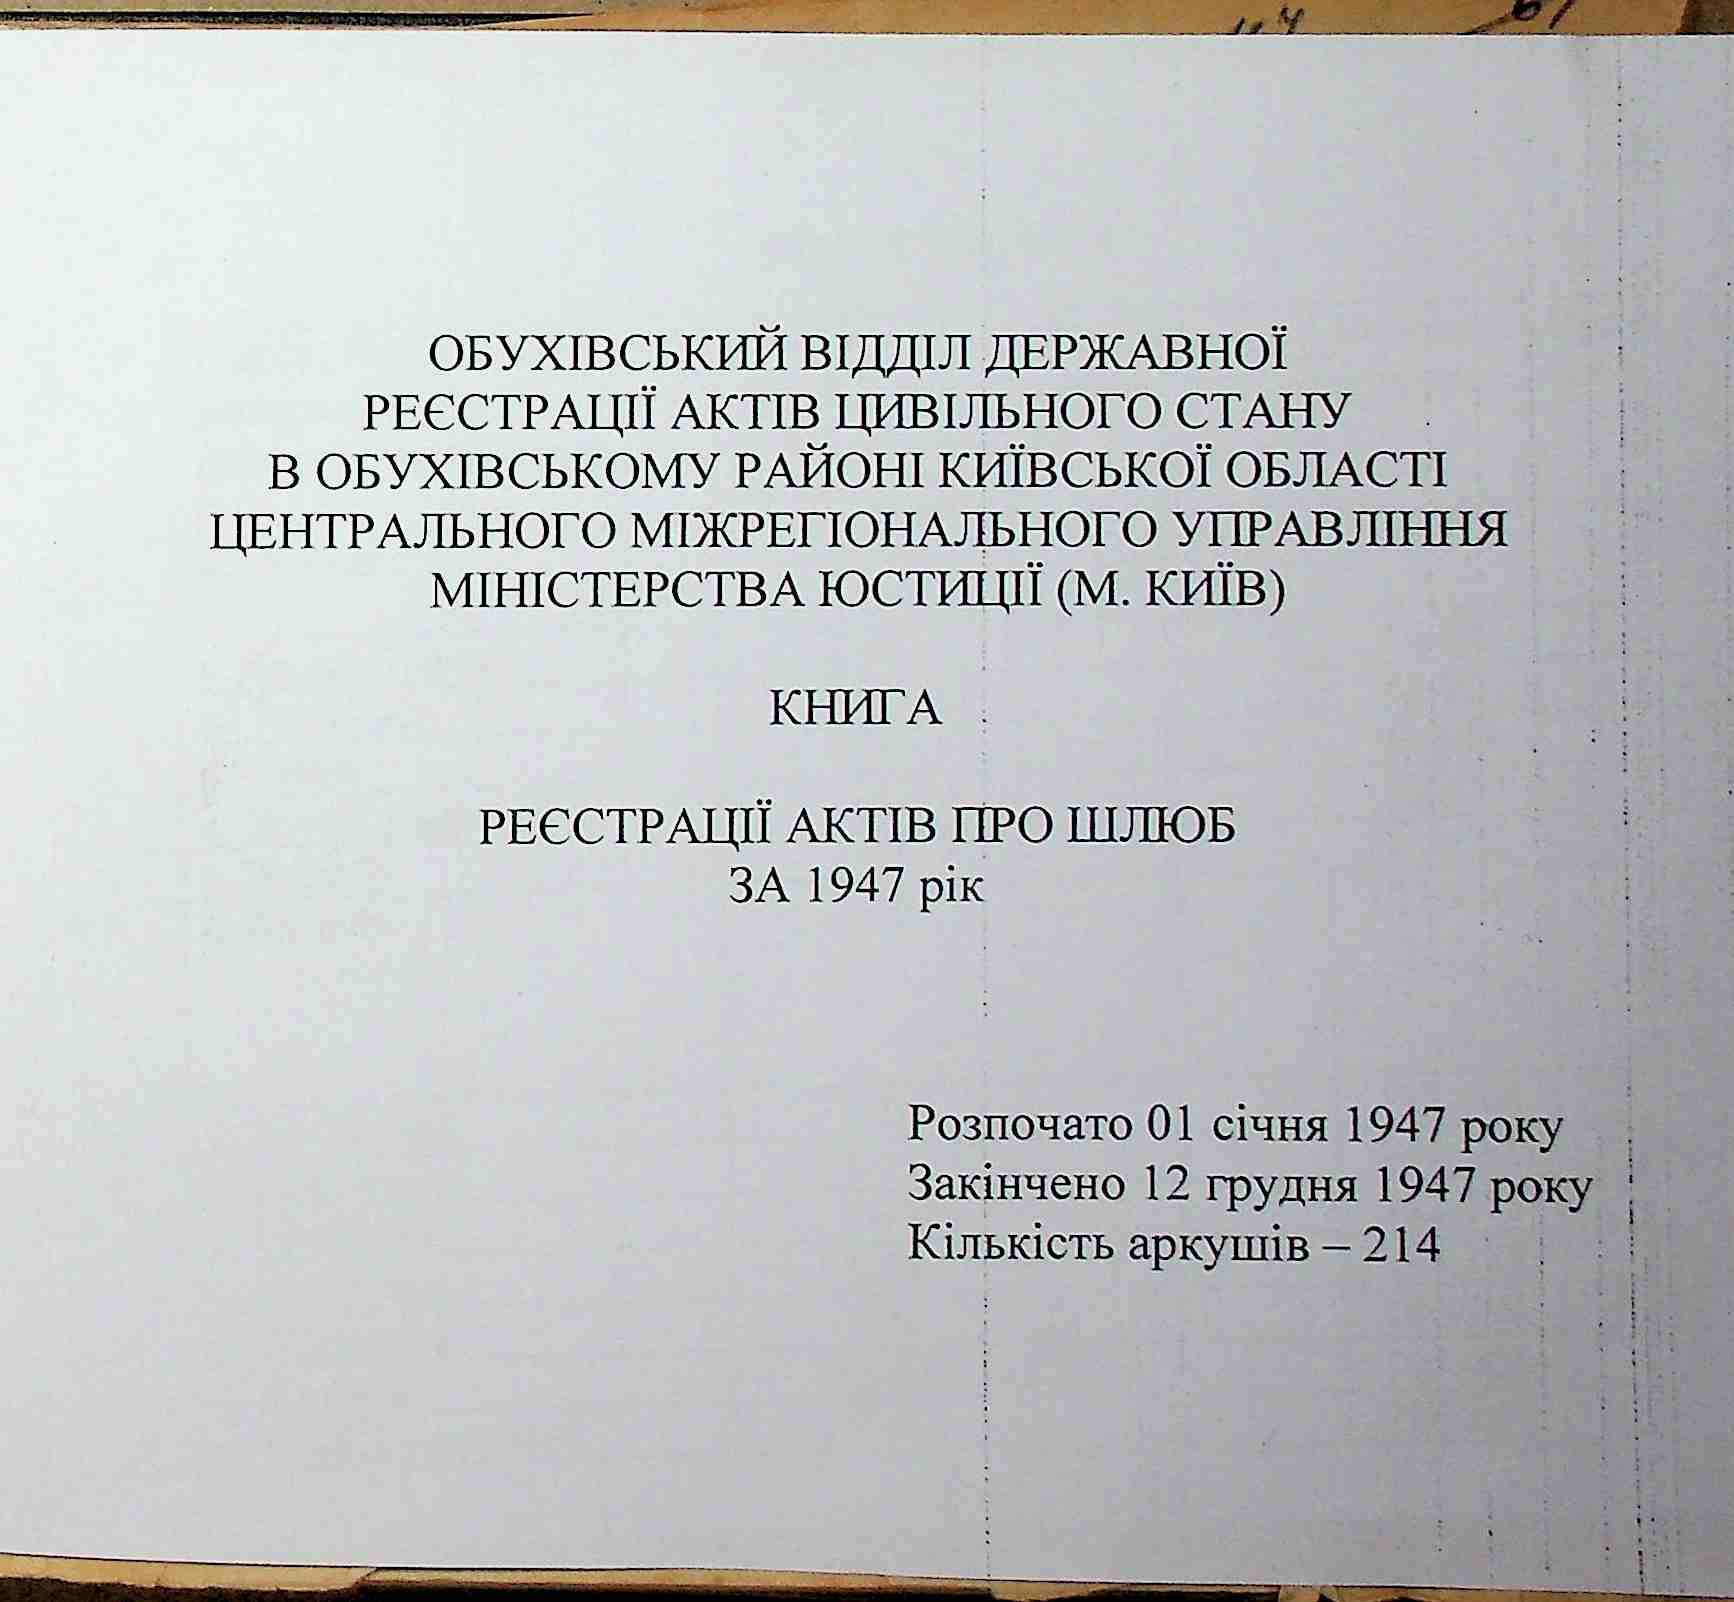 ОБУХІВСЬКИЙ ВІДДІЛ ДЕРЖАВНОЇ
РЕЄСТРАЦІЇ АКТІВ ЦИВІЛЬНОГО СТАНУ
В ОБУХІВСЬКОМУ РАЙОНІ КИЇВСЬКОЇ ОБЛАСТІ
ЦЕНТРАЛЬНОГО МІЖРЕГІОНАЛЬНОГО УПРАВЛІННЯ
МІНІСТЕРСТВА ЮСТИЦІЇ (М. КИЇВ)
КНИГА
РЕЄСТРАЦІЇ АКТІВ ПРО ШЛЮБ
ЗА 1947 рік
Розпочато 01 січня 1947 року
Закінчено 12 грудня 1947 року
Кількість аркушів – 214